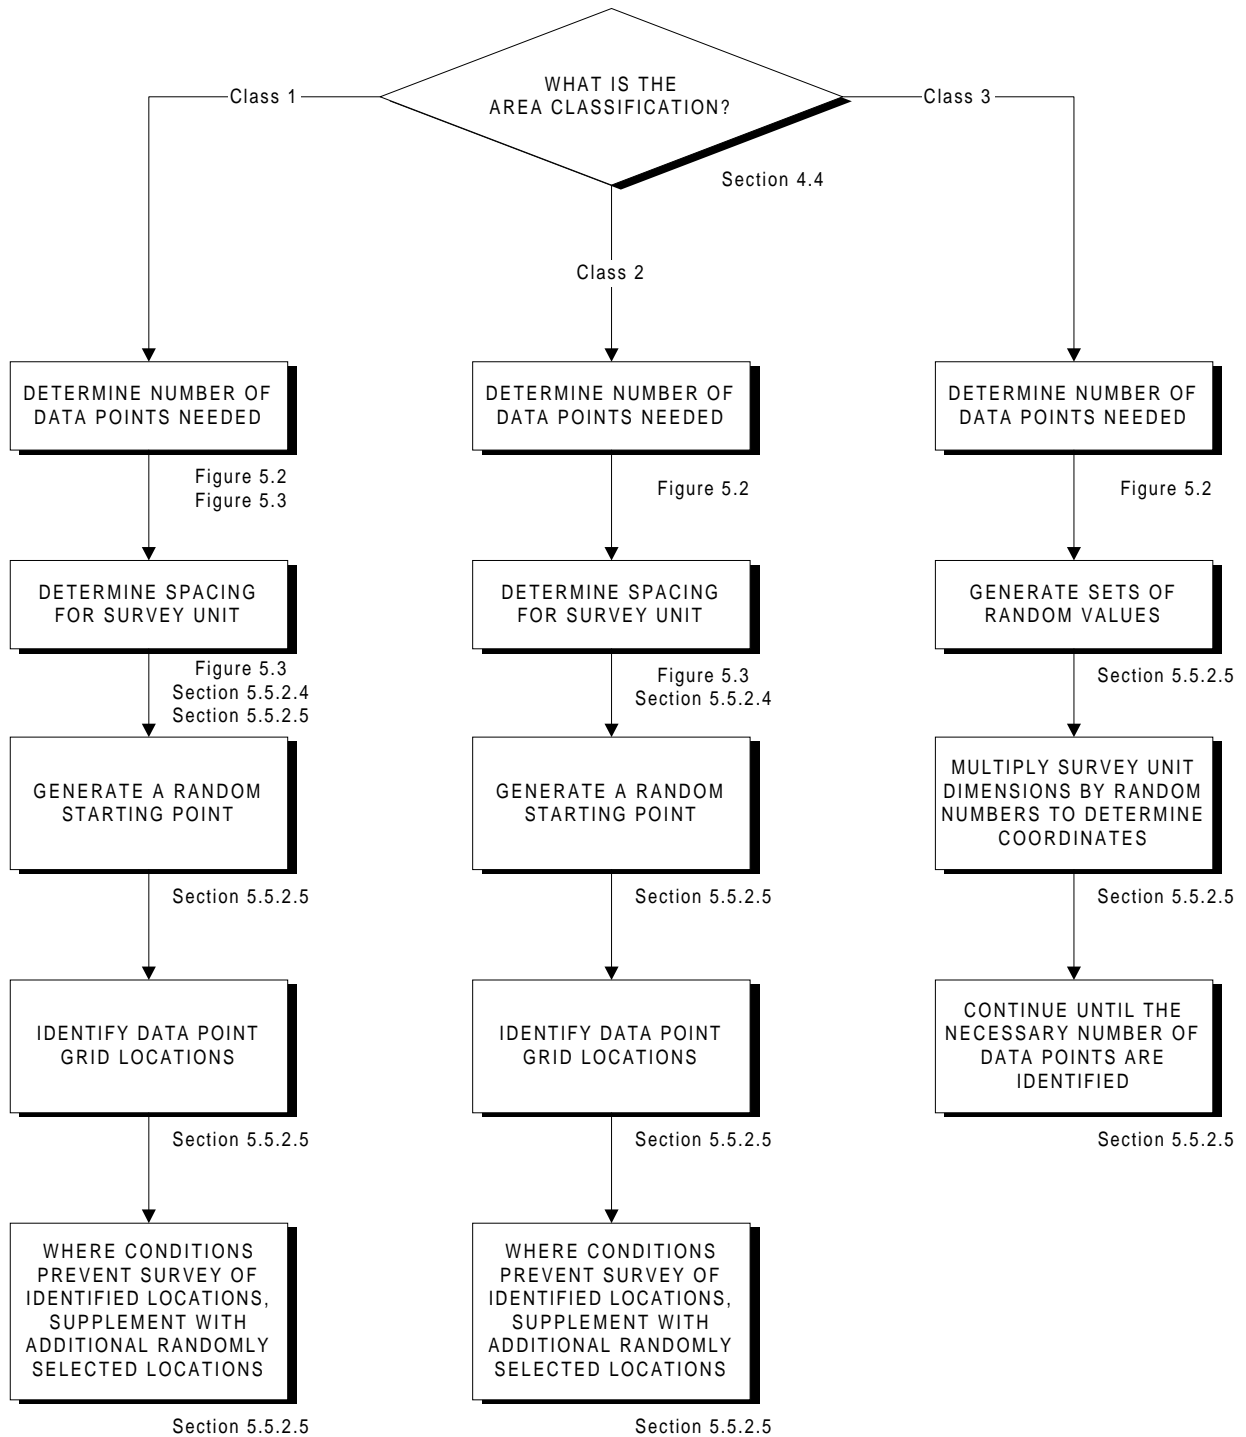 WHAT IS THE
AREA CLASSIFICATION?
Section 4.4
Class 1
Class 2
Class 3
DETERMINE NUMBER OF
DATA POINTS NEEDED
Figure 5.2
Figure 5.3
DETERMINE SPACING
FOR SURVEY UNIT
Figure 5.3
Section 5.5.2.4
Section 5.5.2.5
GENERATE A RANDOM
STARTING POINT
Section 5.5.2.5
IDENTIFY DATA POINT
GRID LOCATIONS
Section 5.5.2.5
WHERE CONDITIONS
PREVENT SURVEY OF
IDENTIFIED LOCATIONS,
SUPPLEMENT WITH
ADDITIONAL RANDOMLY
SELECTED LOCATIONS
Section 5.5.2.5
DETERMINE NUMBER OF
DATA POINTS NEEDED
Figure 5.2
DETERMINE SPACING
FOR SURVEY UNIT
Figure 5.3
Section 5.5.2.4
GENERATE A RANDOM
STARTING POINT
Section 5.5.2.5
IDENTIFY DATA POINT
GRID LOCATIONS
Section 5.5.2.5
WHERE CONDITIONS
PREVENT SURVEY OF
IDENTIFIED LOCATIONS,
SUPPLEMENT WITH
ADDITIONAL RANDOMLY
SELECTED LOCATIONS
Section 5.5.2.5
DETERMINE NUMBER OF
DATA POINTS NEEDED
Figure 5.2
GENERATE SETS OF
RANDOM VALUES
Section 5.5.2.5
MULTIPLY SURVEY UNIT
DIMENSIONS BY RANDOM
NUMBERS TO DETERMINE
COORDINATES
Section 5.5.2.5
CONTINUE UNTIL THE
NECESSARY NUMBER OF
DATA POINTS ARE
IDENTIFIED
Section 5.5.2.5